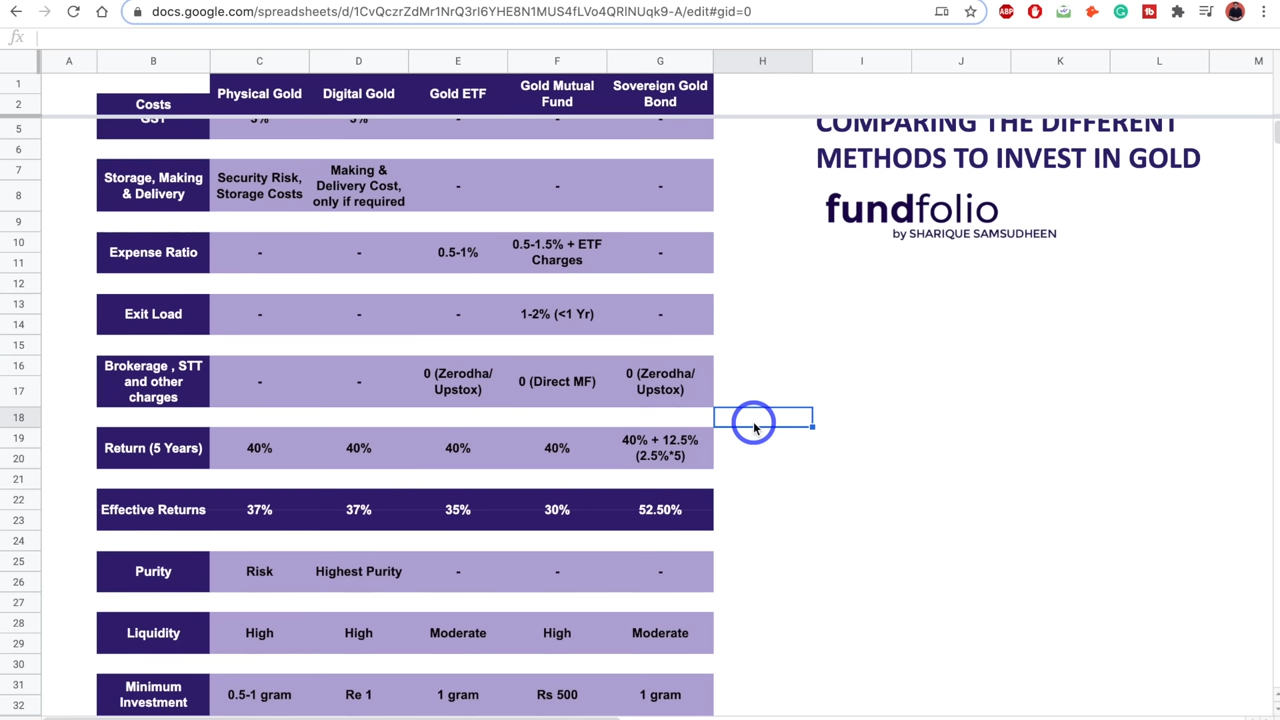 docs.google.com/spreadsheets/d/1CvQczrZdMr1NrQ3rI6YHE8N1MUS4fLVo4QRINUqk9-A/edit#gid=0
fx
A B C D E F G H I J K L M
1
2
5
6
7
8
9
10
11
12
13
14
15
16
17
18
19
20
21
22
23
24
25
26
27
28
29
30
31
32
Costs
Physical Gold
Digital Gold
Gold ETF
Gold Mutual
Fund
Sovereign Gold
Bond
GST 3% 3% - - -
Storage, Making
& Delivery
Security Risk,
Storage Costs
Making &
Delivery Cost,
only if required
- - -
Expense Ratio
- - 0.5-1%
0.5-1.5% + ETF
Charges
-
Exit Load - - - 1-2% (<1 Yr) -
Brokerage , STT
and other
charges
- -
0 (Zerodha/
Upstox)
0 (Direct MF)
0 (Zerodha/
Upstox)
Return (5 Years) 40% 40% 40% 40%
40% + 12.5%
(2.5%*5)
Effective Returns 37% 37% 35% 30% 52.50%
Purity Risk Highest Purity - - -
Liquidity High High Moderate High Moderate
Minimum
Investment
0.5-1 gram Re 1 1 gram Rs 500 1 gram
COMPARING THE DIFFERENT
METHODS TO INVEST IN GOLD
fundfolio
by SHARIQUE SAMSUDHEEN
ABP